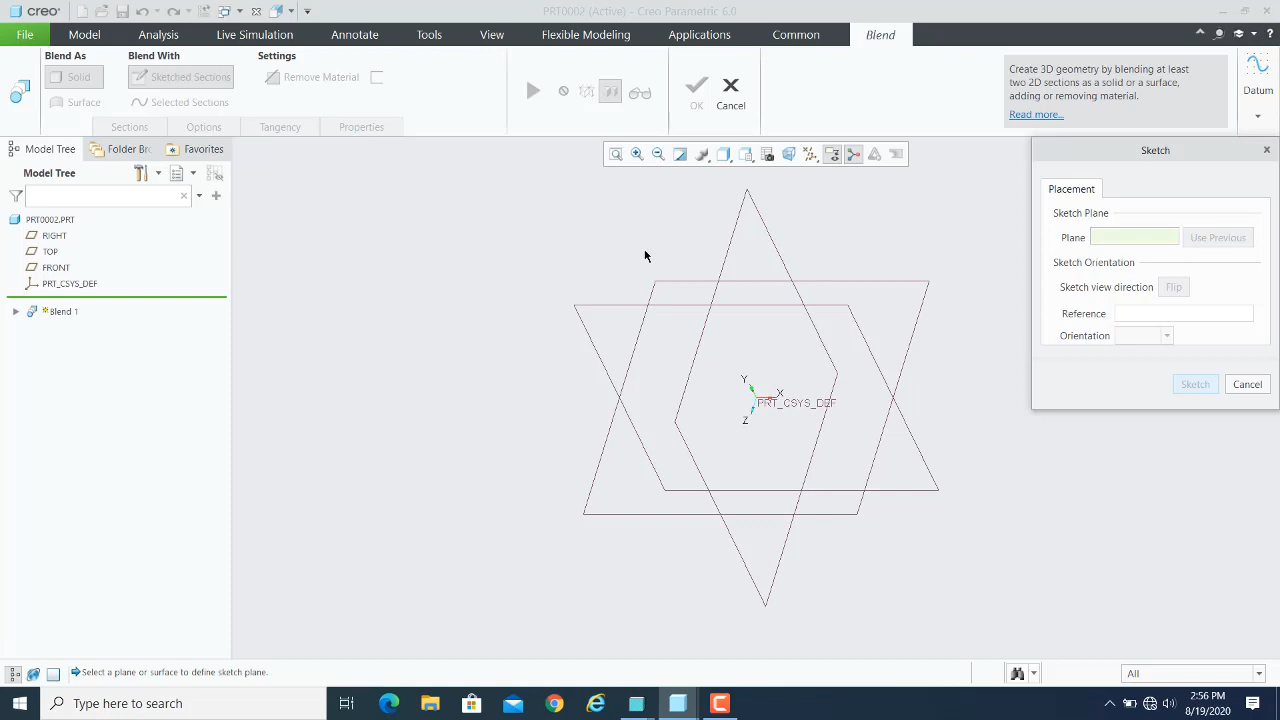 creo
PRT0002 (Active) - Creo Parametric 6.0
File Model Analysis Live Simulation Annotate Tools View Flexible Modeling Applications Common Blend
Blend As Blend With Settings
Solid Sketched Sections Remove Material
Surface Selected Sections
OK Cancel
Create 3D geometry by blending at least
two 2D sections as a solid or a surface,
adding or removing material.
Read more...
Datum
Sections Options Tangency Properties
Model Tree Folder Br Favorites
Model Tree
PRT0002.PRT
RIGHT
TOP
FRONT
PRT_CSYS_DEF
*Blend 1
Y
X
PRT_CSYS_DEF
Z
Sketch
Placement
Sketch Plane
Plane Use Previous
Sketch Orientation
Sketch view direction Flip
Reference
Orientation
Sketch Cancel
Select a plane or surface to define sketch plane.
All
Type here to search
2:56 PM
8/19/2020